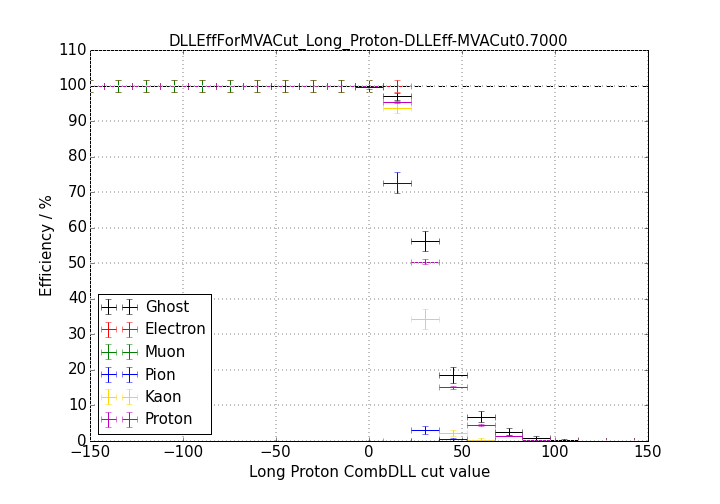 DLLEffForMVACut_Long_Proton-DLLEff-MVACut0.7000
110
100
90
80
70
60
50
40
30
20
10
0
Efficiency / %
Ghost
Electron
Muon
Pion
Kaon
Proton
−150 −100 −50 0 50 100 150
Long Proton CombDLL cut value